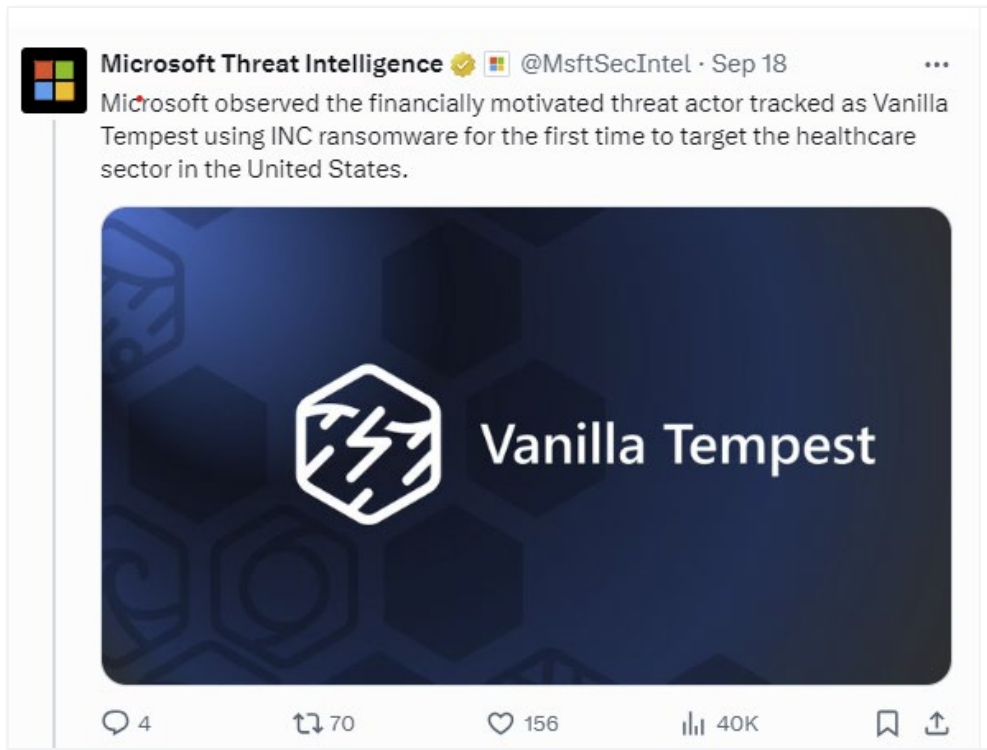 Microsoft Threat Intelligence @MsftSecIntel · Sep 18
Microsoft observed the financially motivated threat actor tracked as Vanilla
Tempest using INC ransomware for the first time to target the healthcare
sector in the United States.
Vanilla Tempest
4 70 156 40K